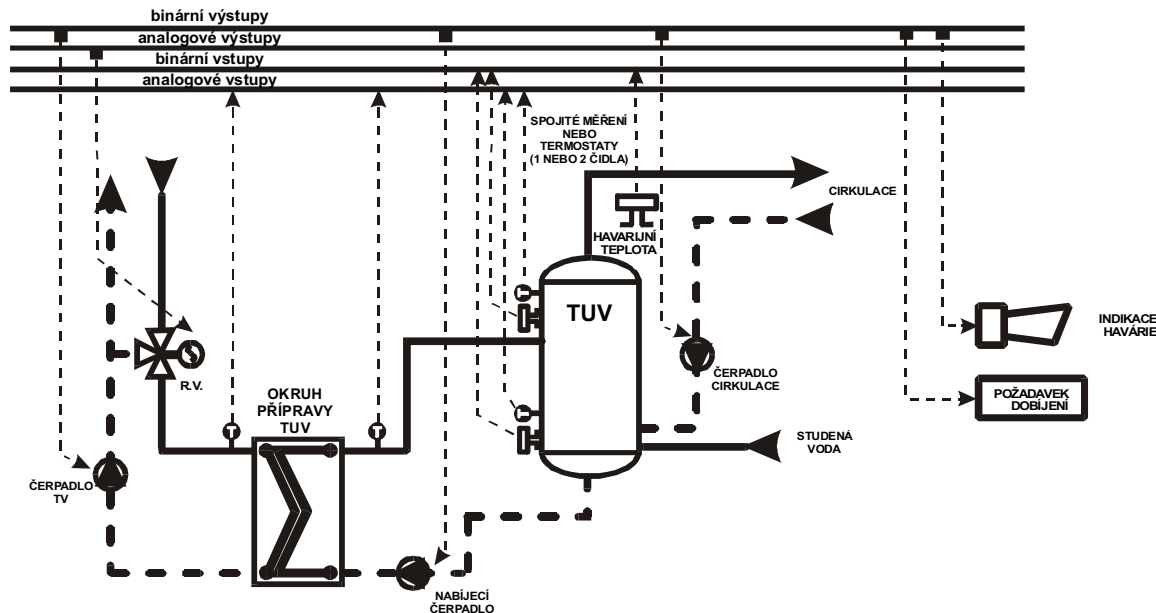 binární výstupy
analogové výstupy
binární vstupy
analogové vstupy
SPOJITÉ MĚŘENÍ
NEBO
TERMOSTATY
(1 NEBO 2 ČIDLA)
CIRKULACE
HAVARIJNÍ
TEPLOTA
T
TUV
INDIKACE
HAVÁRIE
ČERPADLO
CIRKULACE
R.V.
OKRUH
PŘÍPRAVY
TUV
POŽADAVEK
DOBÍJENÍ
T
T
T
STUDENÁ
VODA
ČERPADLO
TV
NABÍJECÍ
ČERPADLO